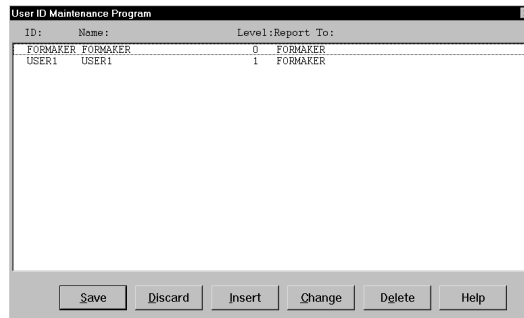 User ID Maintenance Program
ID: Name: Level:Report To:
FORMAKER FORMAKER 0 FORMAKER
USER1 USER1 1 FORMAKER
Save Discard Insert Change Delete Help